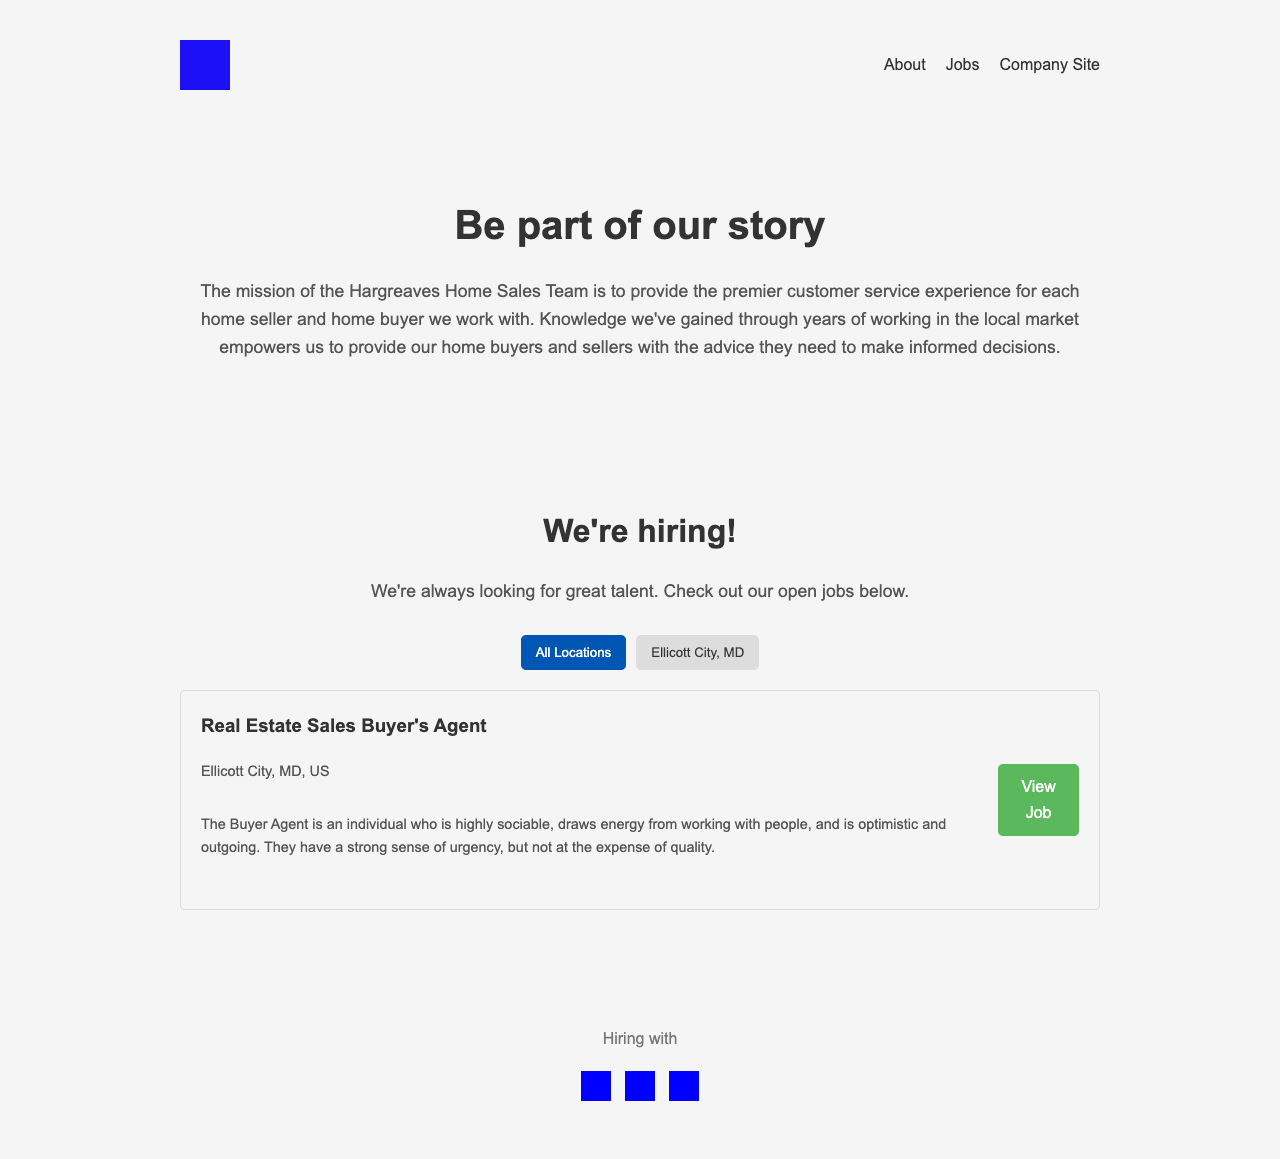 About Jobs Company Site
Be part of our story
The mission of the Hargreaves Home Sales Team is to provide the premier customer service experience for each
home seller and home buyer we work with. Knowledge we've gained through years of working in the local market
empowers us to provide our home buyers and sellers with the advice they need to make informed decisions.
We're hiring!
We're always looking for great talent. Check out our open jobs below.
All Locations Ellicott City, MD
Real Estate Sales Buyer's Agent
Ellicott City, MD, US
The Buyer Agent is an individual who is highly sociable, draws energy from working with people, and is optimistic and
outgoing. They have a strong sense of urgency, but not at the expense of quality.
View
Job
Hiring with